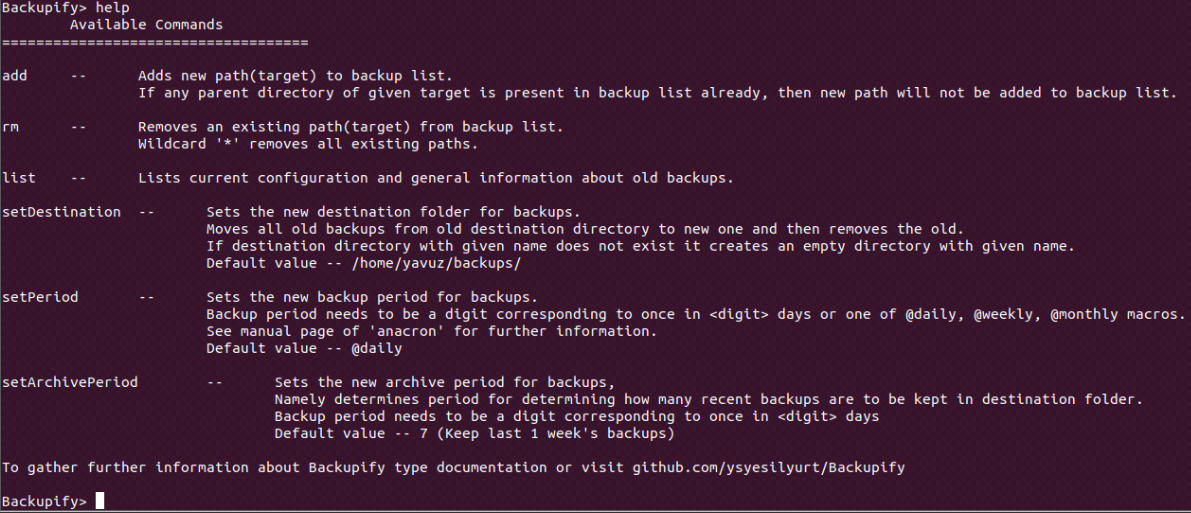 Backupify> help
Available Commands
====================================
add -- Adds new path(target) to backup list.
If any parent directory of given target is present in backup list already, then new path will not be added to backup list.
rm -- Removes an existing path(target) from backup list.
Wildcard '*' removes all existing paths.
list -- Lists current configuration and general information about old backups.
setDestination -- Sets the new destination folder for backups.
Moves all old backups from old destination directory to new one and then removes the old.
If destination directory with given name does not exist it creates an empty directory with given name.
Default value -- /home/yavuz/backups/
setPeriod -- Sets the new backup period for backups.
Backup period needs to be a digit corresponding to once in <digit> days or one of @daily, @weekly, @monthly macros.
See manual page of 'anacron' for further information.
Default value -- @daily
setArchivePeriod -- Sets the new archive period for backups,
Namely determines period for determining how many recent backups are to be kept in destination folder.
Backup period needs to be a digit corresponding to once in <digit> days
Default value -- 7 (Keep last 1 week's backups)
To gather further information about Backupify type documentation or visit github.com/ysyesilyurt/Backupify
Backupify>